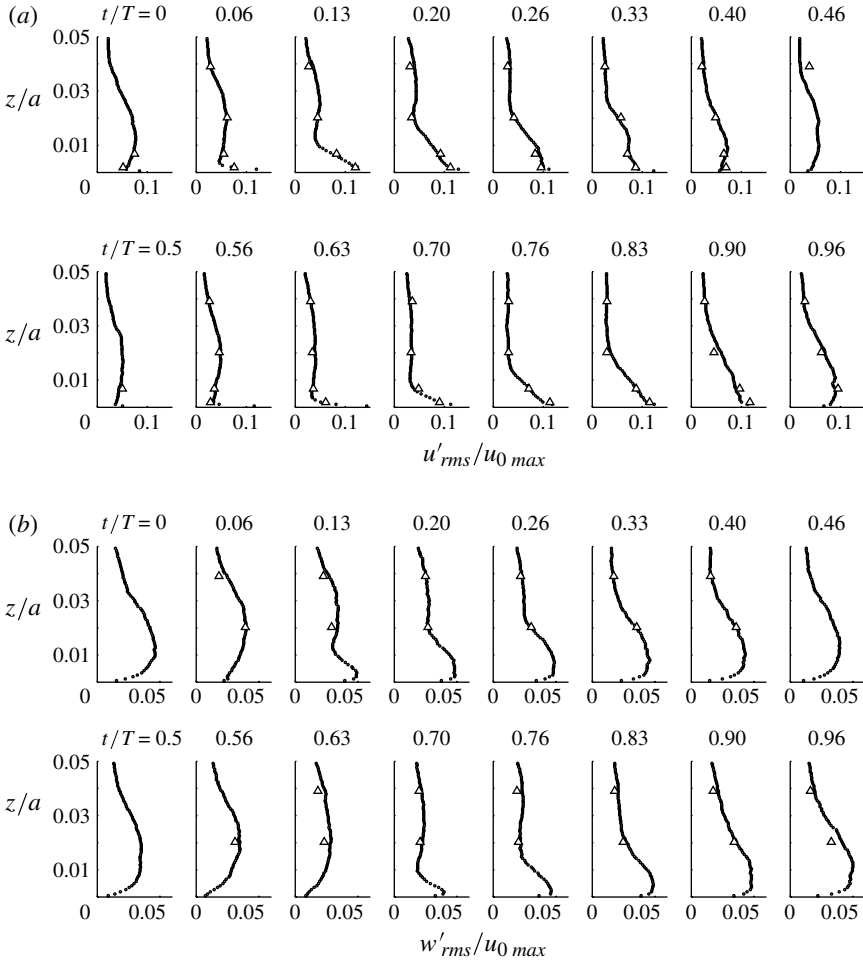 (a) t/T = 0 0.06 0.13 0.20 0.26 0.33 0.40 0.46
0.05
z/a
0.03
0.01
0 0.1 0 0.1 0 0.1 0 0.1 0 0.1 0 0.1 0 0.1 0 0.1
t/T = 0.5 0.56 0.63 0.70 0.76 0.83 0.90 0.96
0.05
z/a
0.03
0.01
0 0.1 0 0.1 0 0.1 0 0.1 0 0.1 0 0.1 0 0.1 0 0.1
u′rms/u0 max
(b) t/T = 0 0.06 0.13 0.20 0.26 0.33 0.40 0.46
0.05
z/a
0.03
0.01
0 0.05 0 0.05 0 0.05 0 0.05 0 0.05 0 0.05 0 0.05 0 0.05
t/T = 0.5 0.56 0.63 0.70 0.76 0.83 0.90 0.96
0.05
z/a
0.03
0.01
0 0.05 0 0.05 0 0.05 0 0.05 0 0.05 0 0.05 0 0.05 0 0.05
w′rms/u0 max